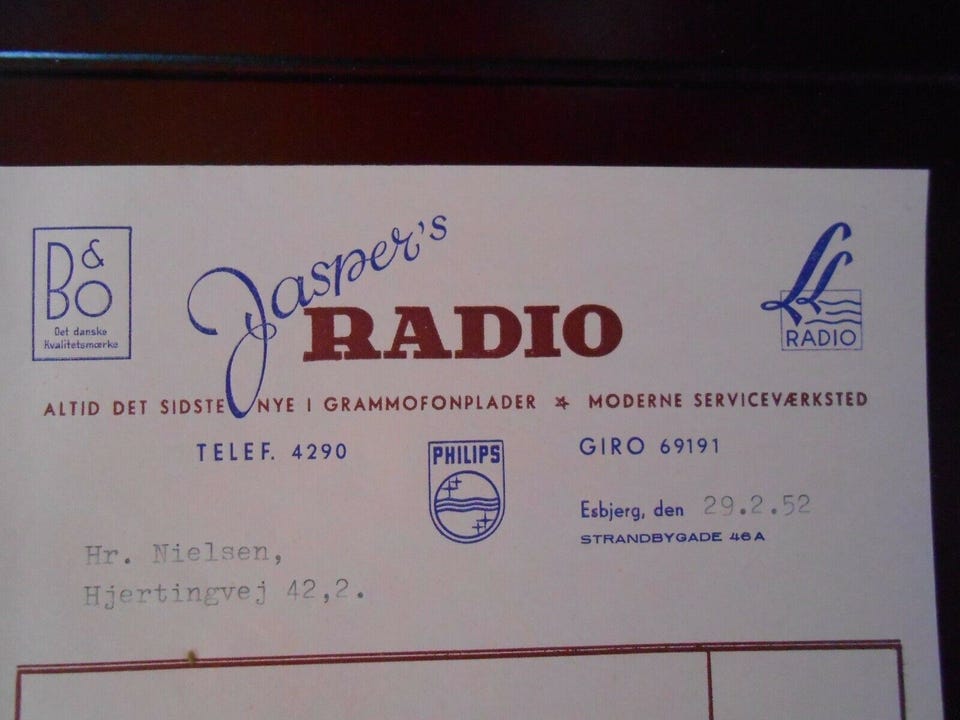 B&O
Det danske
Kvalitetsmærke
Jasper's
RADIO
LL
RADIO
ALTID DET SIDSTE NYE I GRAMMOFONPLADER * MODERNE SERVICEVÆRKSTED
TELEF. 4290
PHILIPS
GIRO 69191
Esbjerg, den 29.2.52
STRANDBYGADE 46A
Hr. Nielsen,
Hjertingvej 42,2.